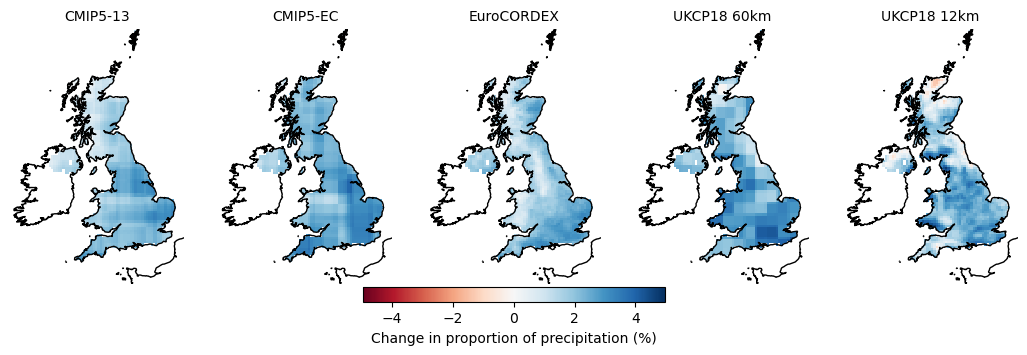 CMIP5-13 CMIP5-EC EuroCORDEX UKCP18 60km UKCP18 12km
−4 −2 0 2 4
Change in proportion of precipitation (%)